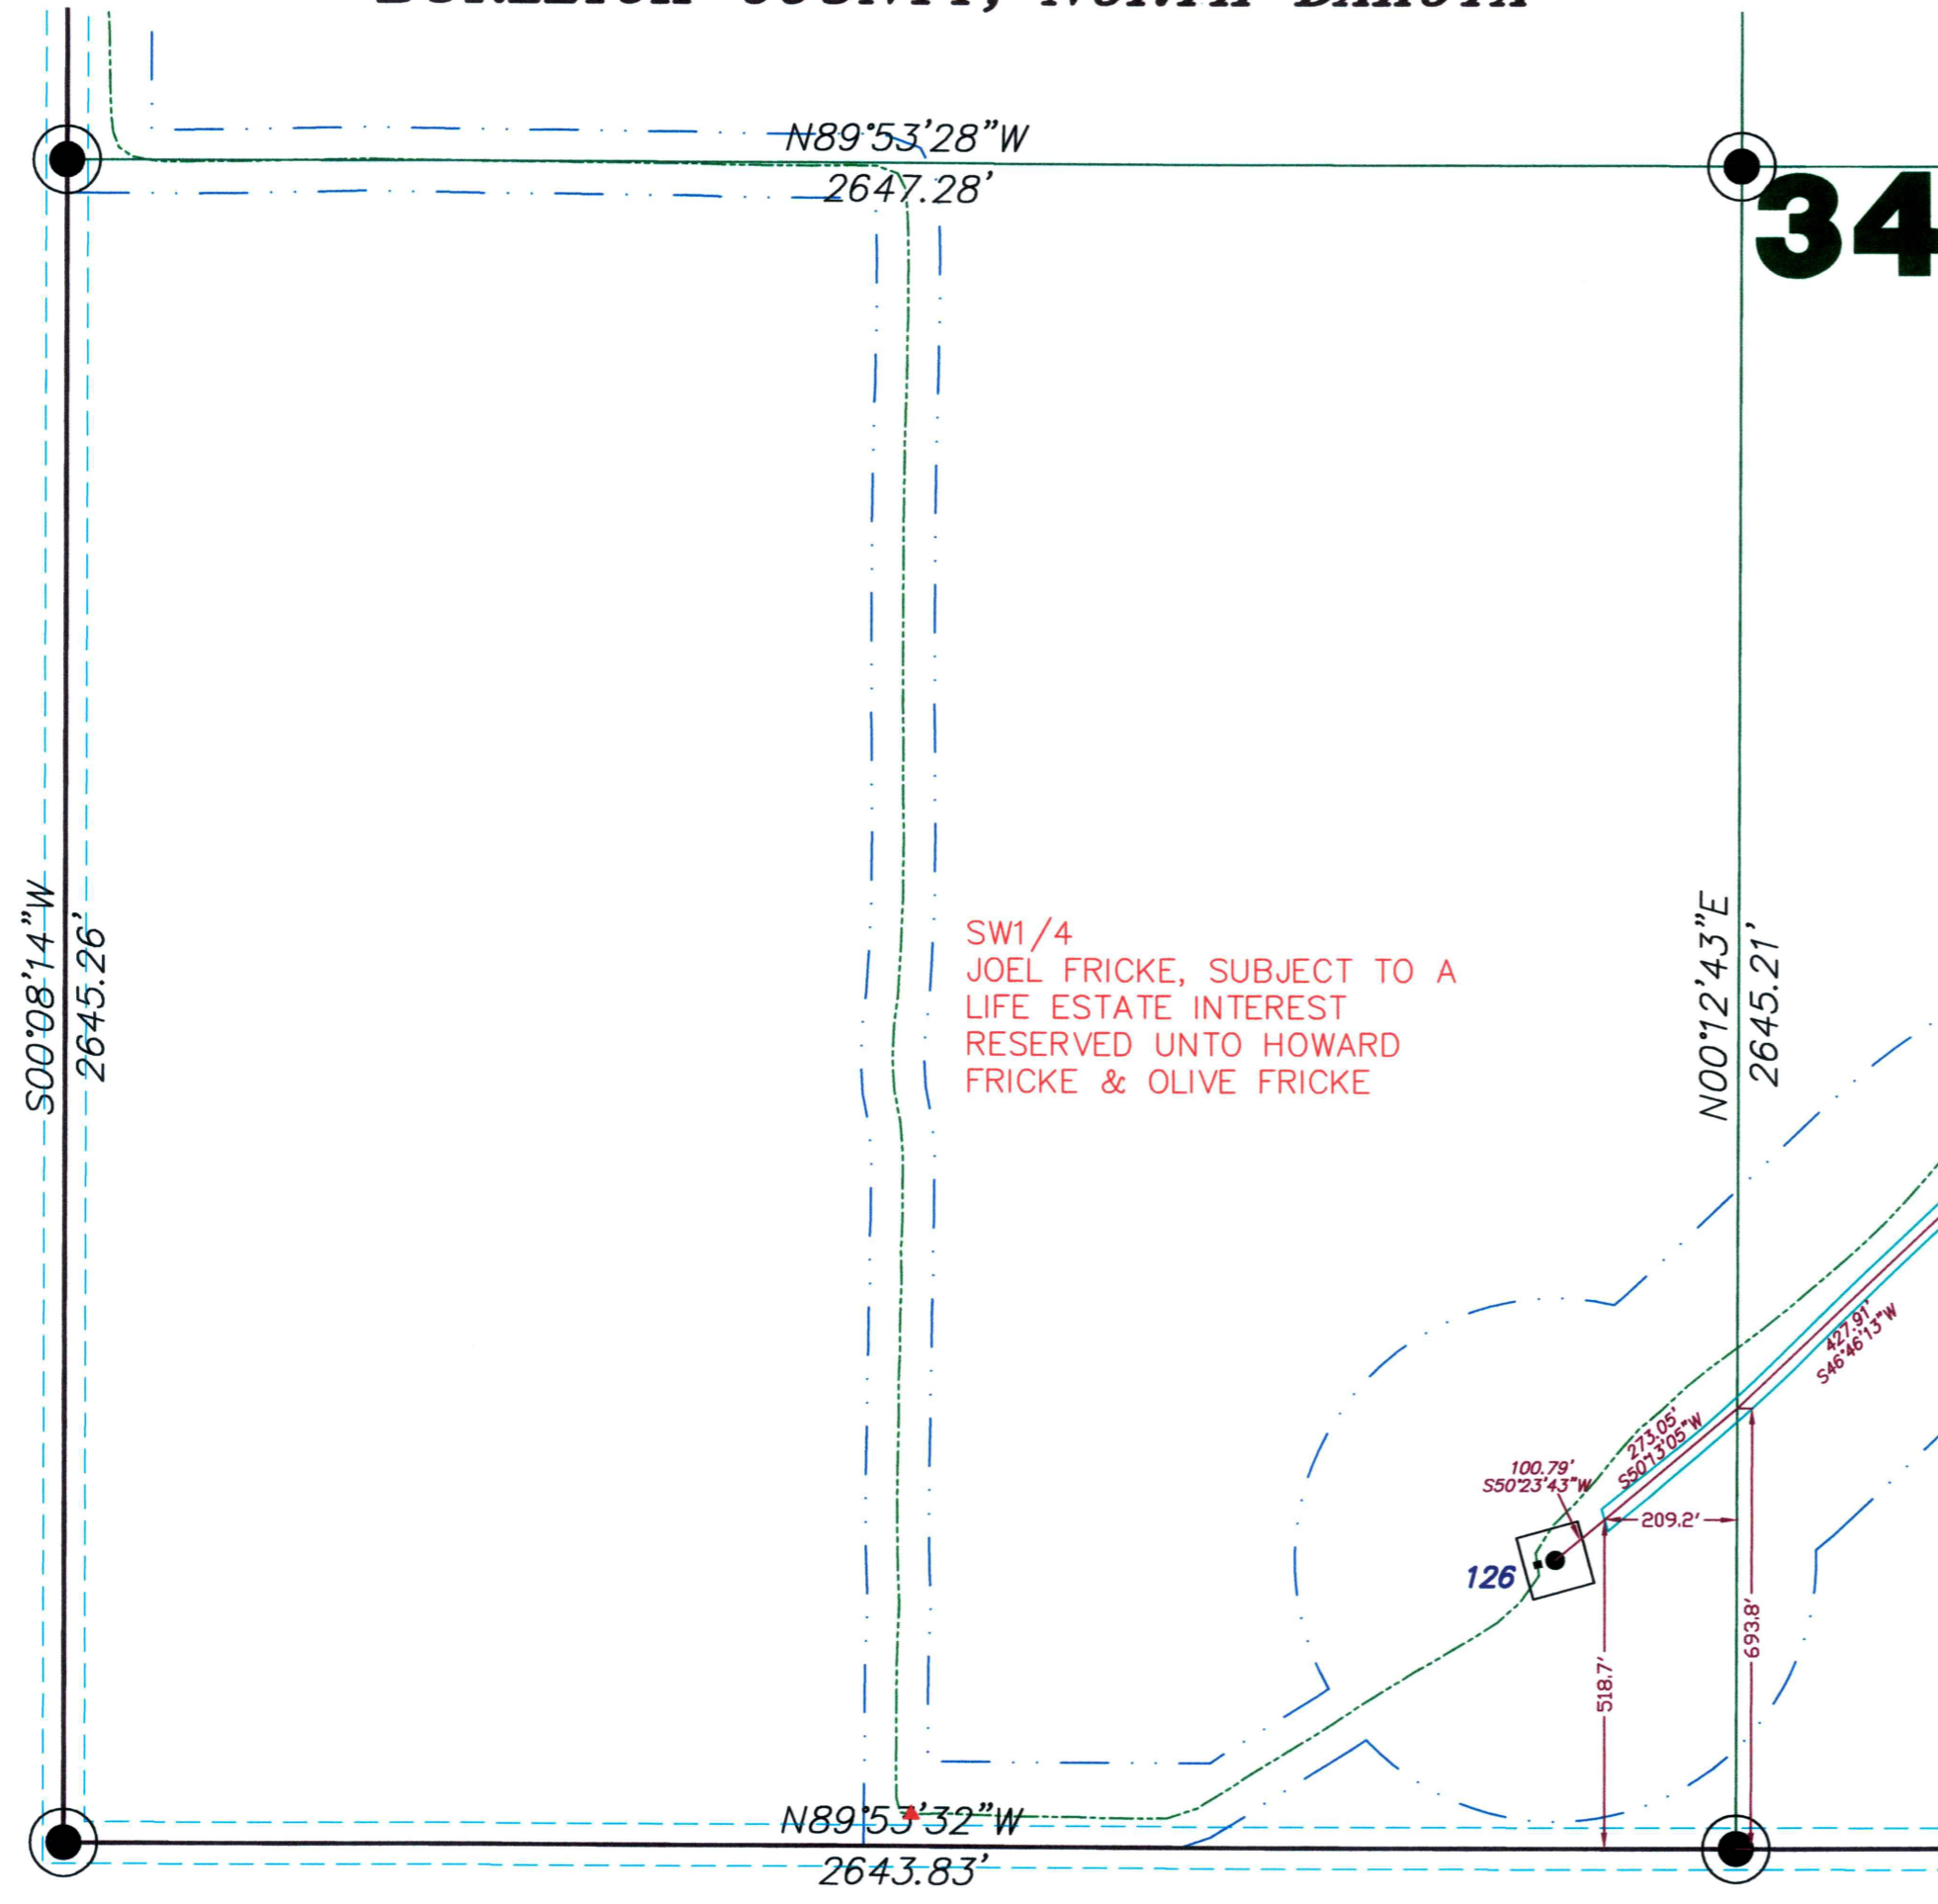 N89°53'28"W
2647.28'
34
S00°08'14"W
2645.26'
SW1/4
JOEL FRICKE, SUBJECT TO A
LIFE ESTATE INTEREST
RESERVED UNTO HOWARD
FRICKE & OLIVE FRICKE
N00°12'43"E
2645.21'
427.91'
S46°46'13"W
273.05'
S50°13'05"W
100.79'
S50°23'43"W
209.2'
126
518.7'
693.8'
N89°53'32"W
2643.83'